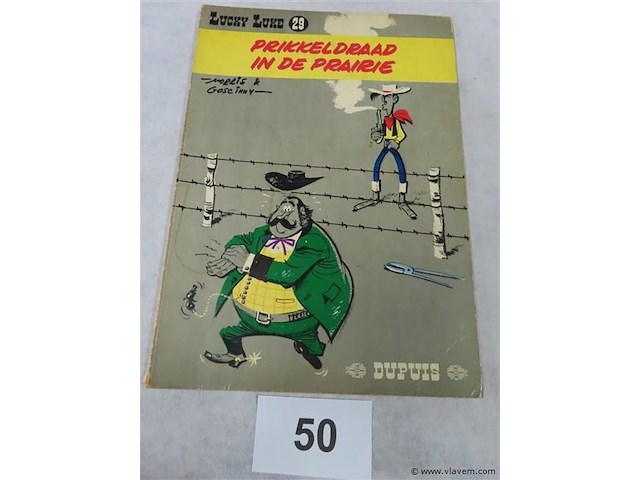 LUCKY LUKE 29
PRIKKELDRAAD
IN DE PRAIRIE
MORRIS &
GOSCINNY
DUPUIS
50
© www.vlavem.com